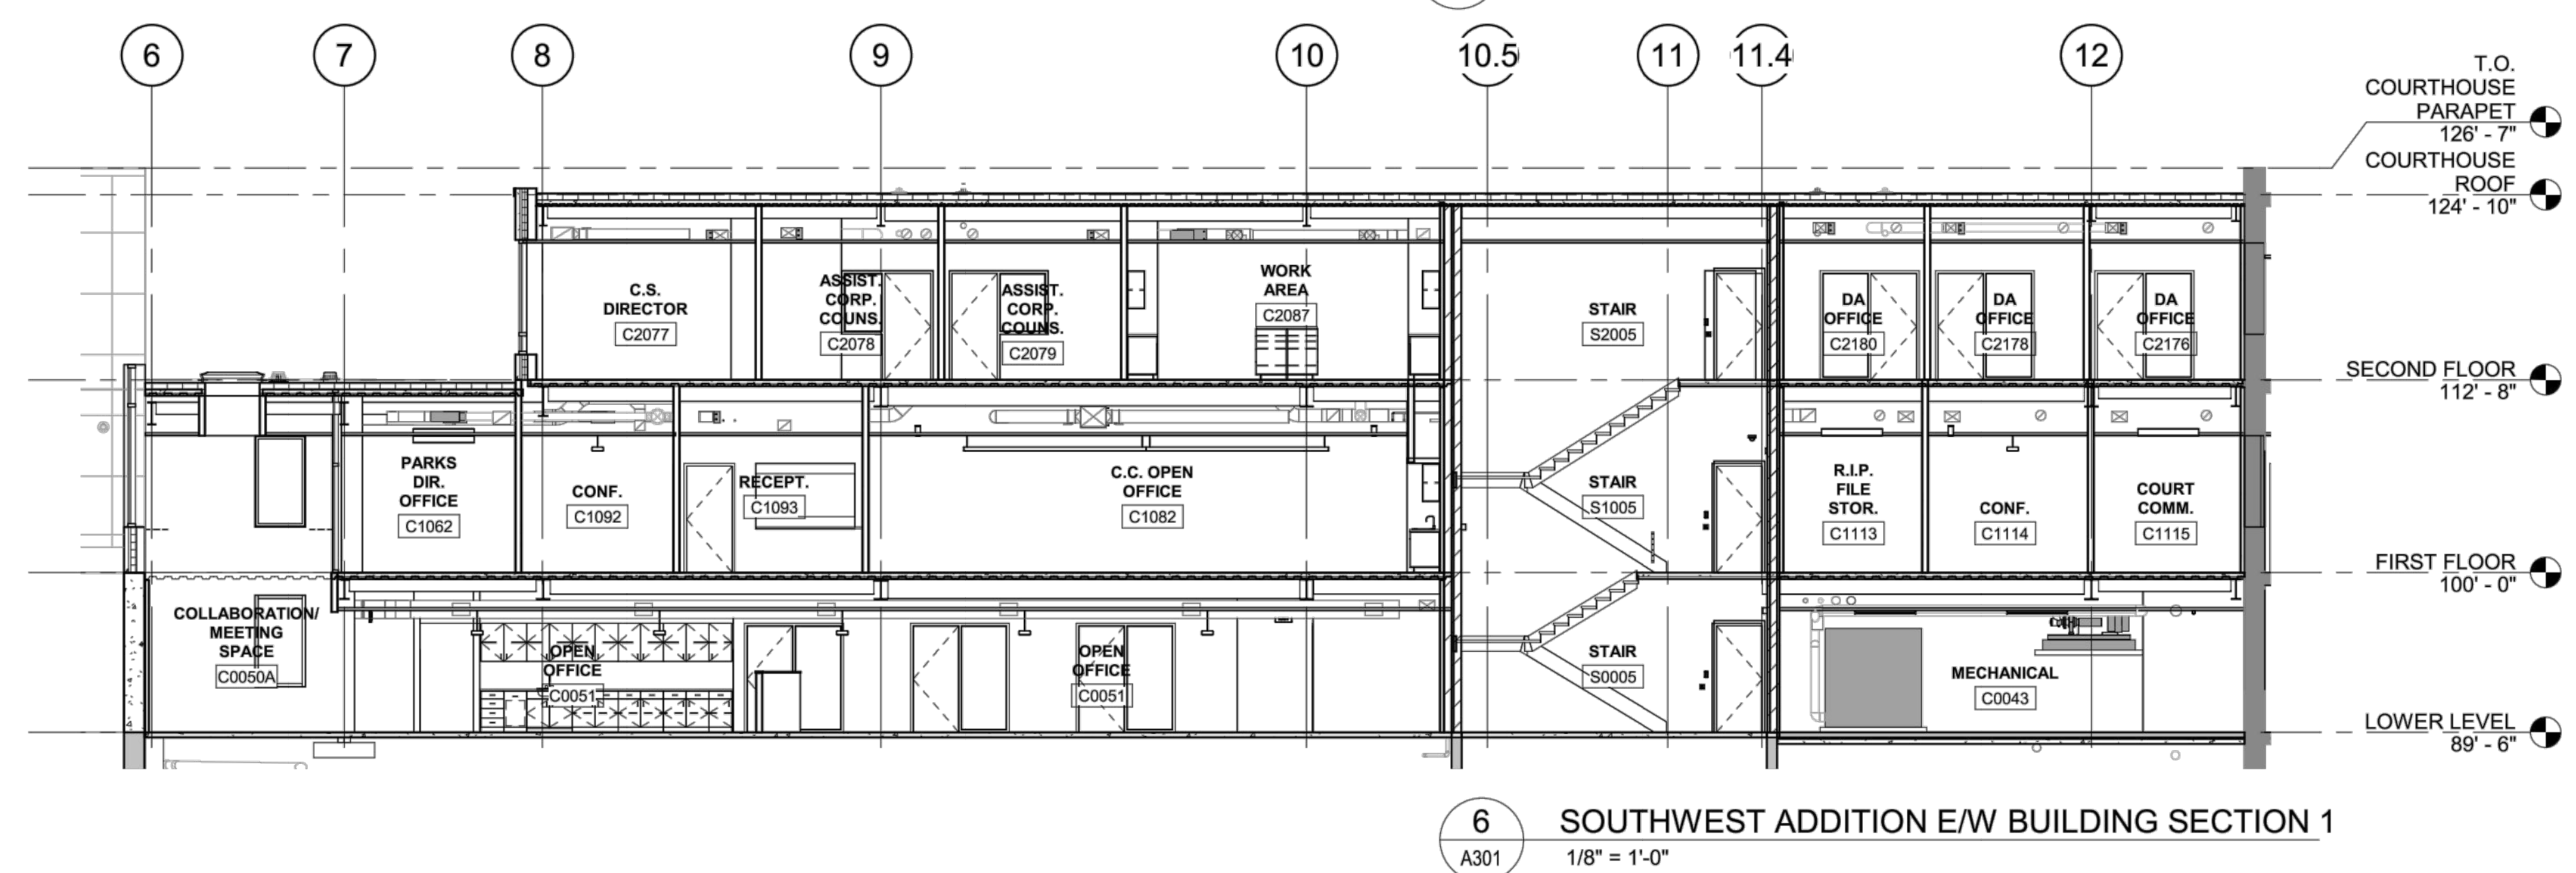 6
7
8
9
10
10.5
11
11.4
12
T.O.
COURTHOUSE
PARAPET
126' - 7"
COURTHOUSE
ROOF
124' - 10"
SECOND FLOOR
112' - 8"
FIRST FLOOR
100' - 0"
LOWER LEVEL
89' - 6"
C.S.
DIRECTOR
C2077
ASSIST.
CORP.
COUNS.
C2078
ASSIST.
CORP.
COUNS.
C2079
WORK
AREA
C2087
STAIR
S2005
DA
OFFICE
C2180
DA
OFFICE
C2178
DA
OFFICE
C2176
PARKS
DIR.
OFFICE
C1062
CONF.
C1092
RECEPT.
C1093
C.C. OPEN
OFFICE
C1082
STAIR
S1005
R.I.P.
FILE
STOR.
C1113
CONF.
C1114
COURT
COMM.
C1115
COLLABORATION/
MEETING
SPACE
C0050A
OPEN
OFFICE
C0051
OPEN
OFFICE
C0051
STAIR
S0005
MECHANICAL
C0043
6
A301
SOUTHWEST ADDITION E/W BUILDING SECTION 1
1/8" = 1'-0"